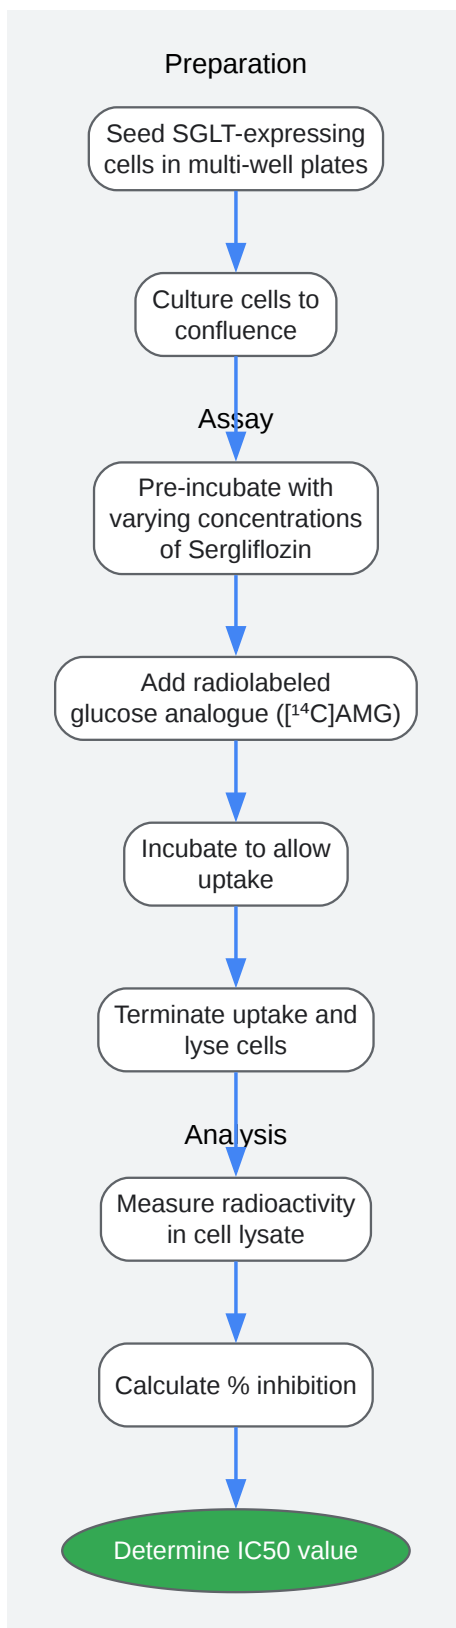 Preparation
Seed SGLT-expressing
cells in multi-well plates
Culture cells to
confluence
Assay
Pre-incubate with
varying concentrations
of Sergliflozin
Add radiolabeled
glucose analogue ([¹⁴C]AMG)
Incubate to allow
uptake
Terminate uptake and
lyse cells
Analysis
Measure radioactivity
in cell lysate
Calculate % inhibition
Determine IC50 value